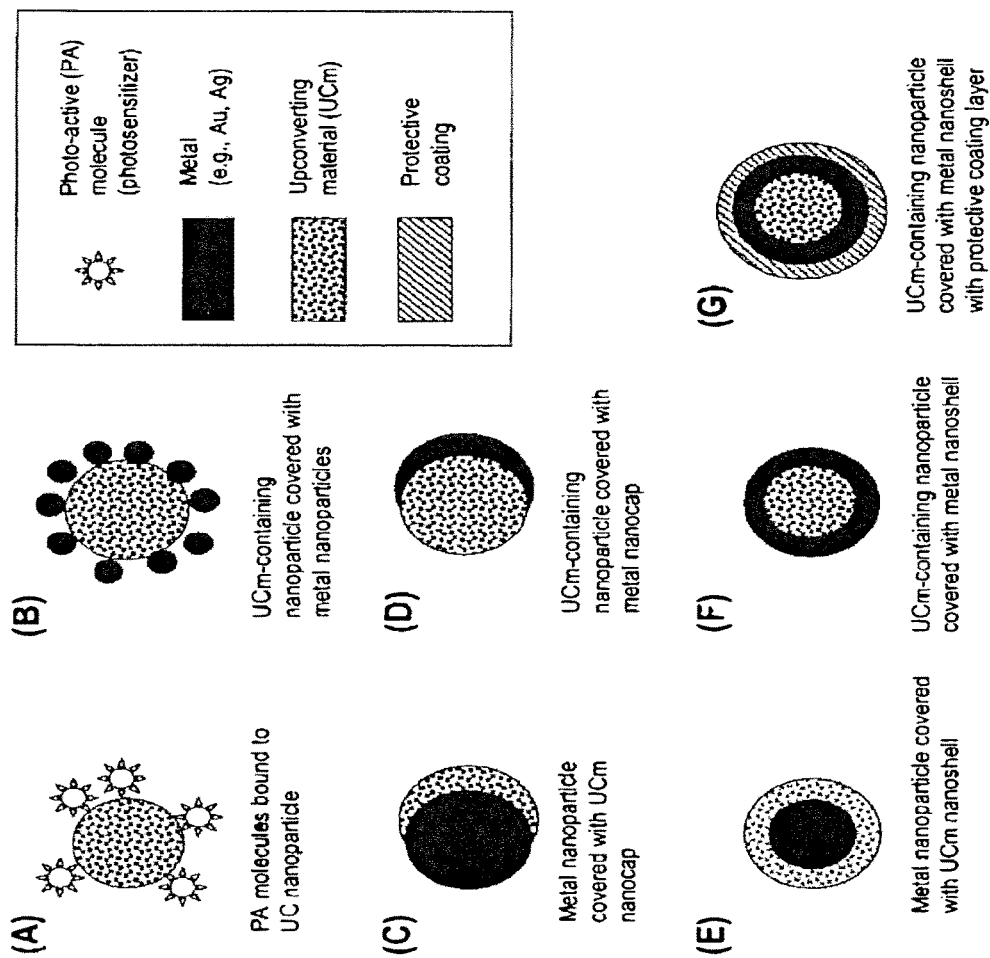 (A)
PA molecules bound to
UC nanoparticle
(B)
UCm-containing
nanoparticle covered with
metal nanoparticles
Photo-active (PA)
molecule
(photosensitizer)
Metal
(e.g., Au, Ag)
Upconverting
material (UCm)
Protective
coating
(C)
Metal nanoparticle
covered with UCm
nanocap
(D)
UCm-containing
nanoparticle covered with
metal nanocap
(E)
Metal nanoparticle covered
with UCm nanoshell
(F)
UCm-containing nanoparticle
covered with metal nanoshell
(G)
UCm-containing nanoparticle
covered with metal nanoshell
with protective coating layer